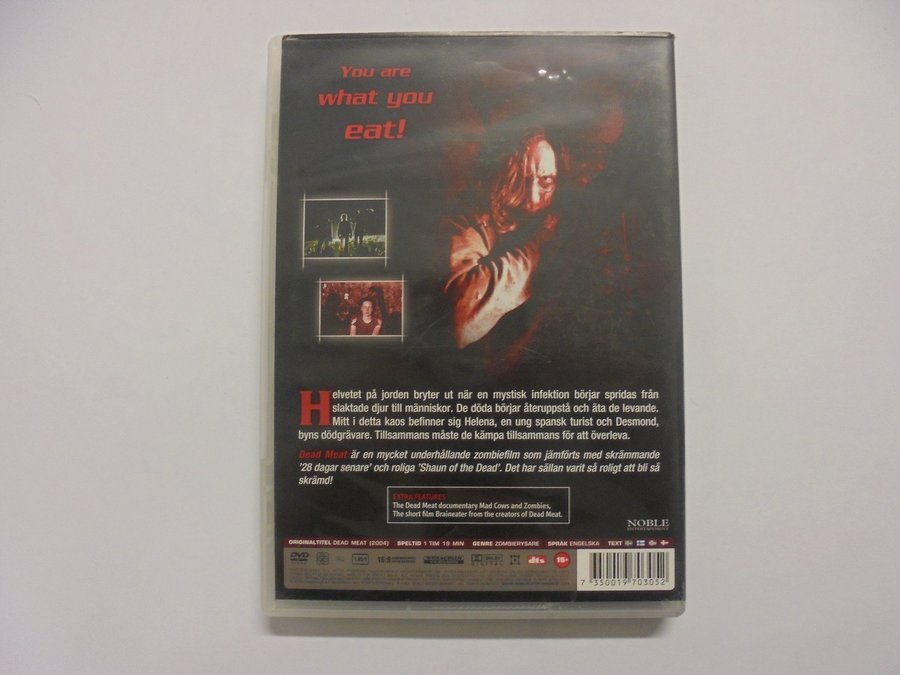 You are
what you
eat!
Helvetet på jorden bryter ut när en mystisk infektion börjar spridas från
slaktade djur till människor. De döda börjar återuppstå och äta de levande.
Mitt i detta kaos befinner sig Helena, en ung spansk turist och Desmond,
byns dödgrävare. Tillsammans måste de kämpa tillsammans för att överleva.
Dead Meat är en mycket underhållande zombiefilm som jämförts med skrämmande
'28 dagar senare' och roliga 'Shaun of the Dead'. Det har sällan varit så roligt att bli så
skrämd!
EXTRA FEATURES
The Dead Meat documentary Mad Cows and Zombies,
The short film Braineater from the creators of Dead Meat.
NOBLE
ENTERTAINMENT
ORIGINALTITEL DEAD MEAT (2004) SPELTID 1 TIM 19 MIN GENRE ZOMBIERYSARE SPRÅK ENGELSKA TEXT
DVD 16:9 WIDESCREEN DOLBY DIGITAL dts 15+
7 350019 703052